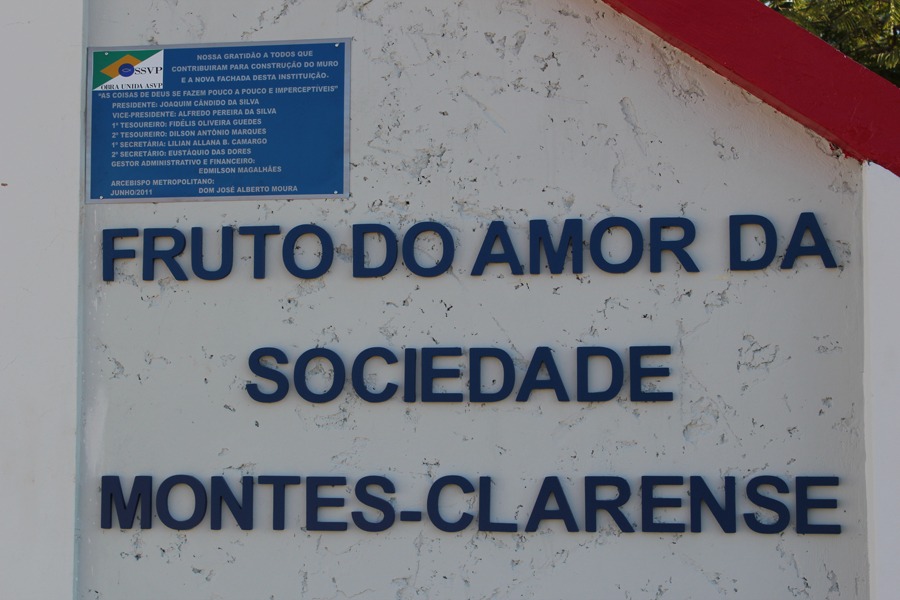 SSVP
OBRA UNIDA ASVP
NOSSA GRATIDÃO A TODOS QUE
CONTRIBUIRAM PARA CONSTRUÇÃO DO MURO
E A NOVA FACHADA DESTA INSTITUIÇÃO.
"AS COISAS DE DEUS SE FAZEM POUCO A POUCO E IMPERCEPTÍVEIS"
PRESIDENTE: JOAQUIM CÂNDIDO DA SILVA
VICE-PRESIDENTE: ALFREDO PEREIRA DA SILVA
1º TESOUREIRO: FIDÉLIS OLIVEIRA GUEDES
2º TESOUREIRO: DILSON ANTÔNIO MARQUES
1º SECRETÁRIA: LILIAN ALLANA B. CAMARGO
2º SECRETÁRIO: EUSTÁQUIO DAS DORES
GESTOR ADMINISTRATIVO E FINANCEIRO:
EDMILSON MAGALHÃES
ARCEBISPO METROPOLITANO:
JUNHO/2011 DOM JOSÉ ALBERTO MOURA
FRUTO DO AMOR DA
SOCIEDADE
MONTES-CLARENSE